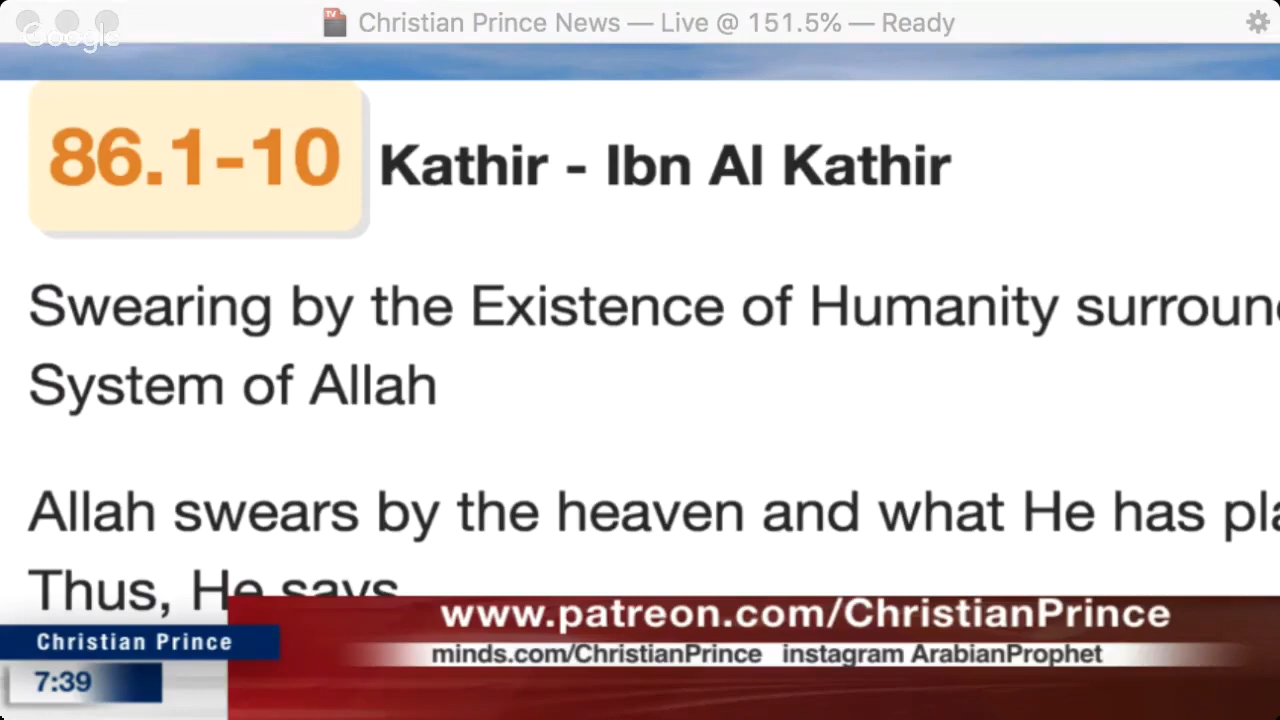 Christian Prince News — Live @ 151.5% — Ready
Google
86.1-10 Kathir - Ibn Al Kathir
Swearing by the Existence of Humanity surroun
System of Allah
Allah swears by the heaven and what He has pla
Thus, He says
www.patreon.com/ChristianPrince
Christian Prince
minds.com/ChristianPrince instagram ArabianProphet
7:39